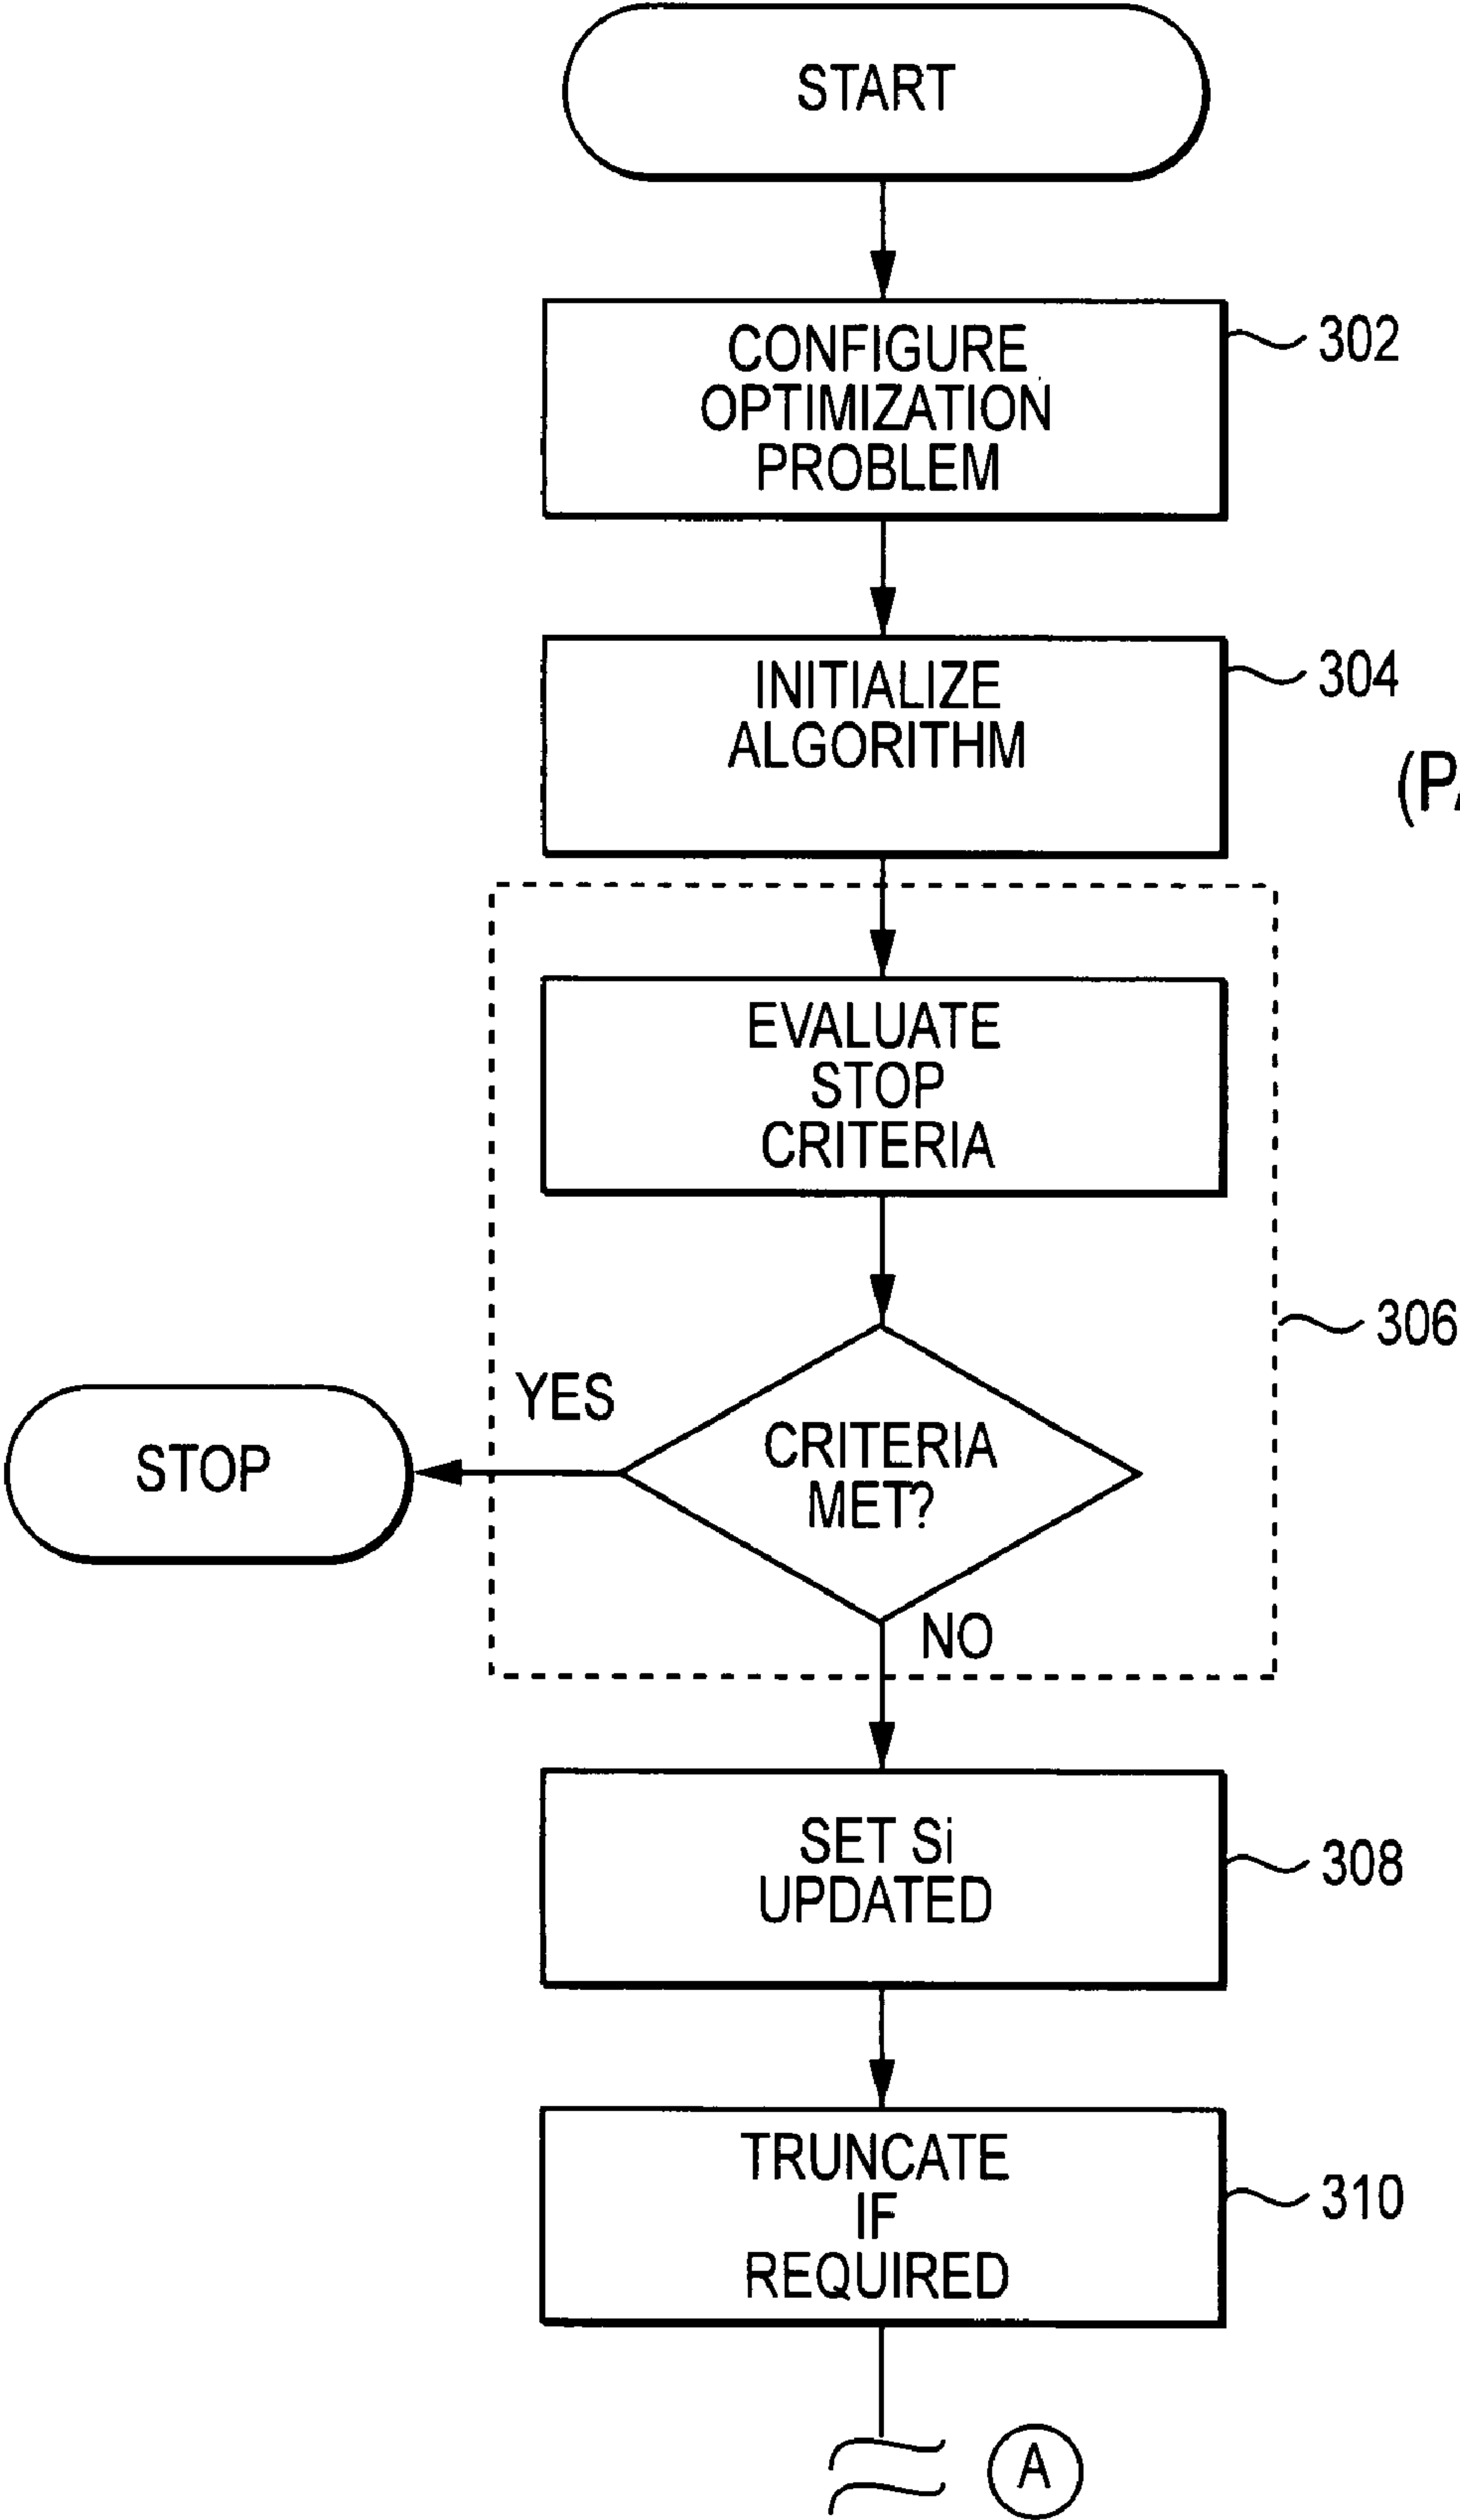 START
CONFIGURE
OPTIMIZATION
PROBLEM
302
INITIALIZE
ALGORITHM
304
EVALUATE
STOP
CRITERIA
306
YES
CRITERIA
MET?
STOP
NO
SET Si
UPDATED
308
TRUNCATE
IF
REQUIRED
310
A